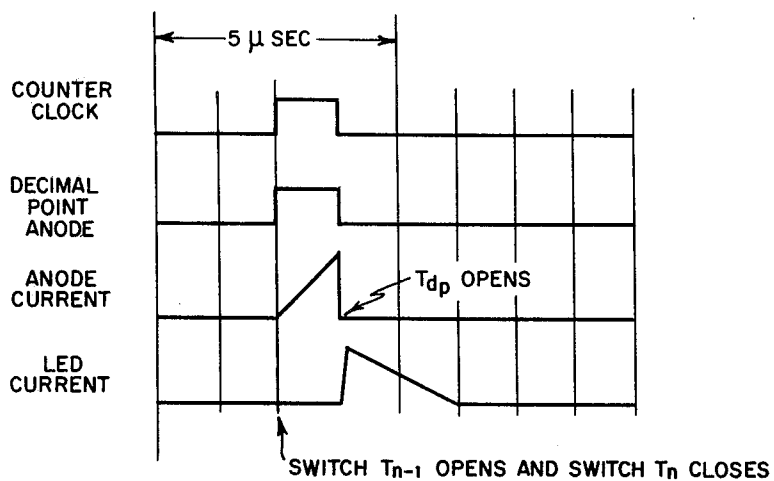 5 μ SEC
COUNTER
CLOCK
DECIMAL
POINT
ANODE
ANODE
CURRENT
Tdp OPENS
LED
CURRENT
SWITCH Tn-1 OPENS AND SWITCH Tn CLOSES